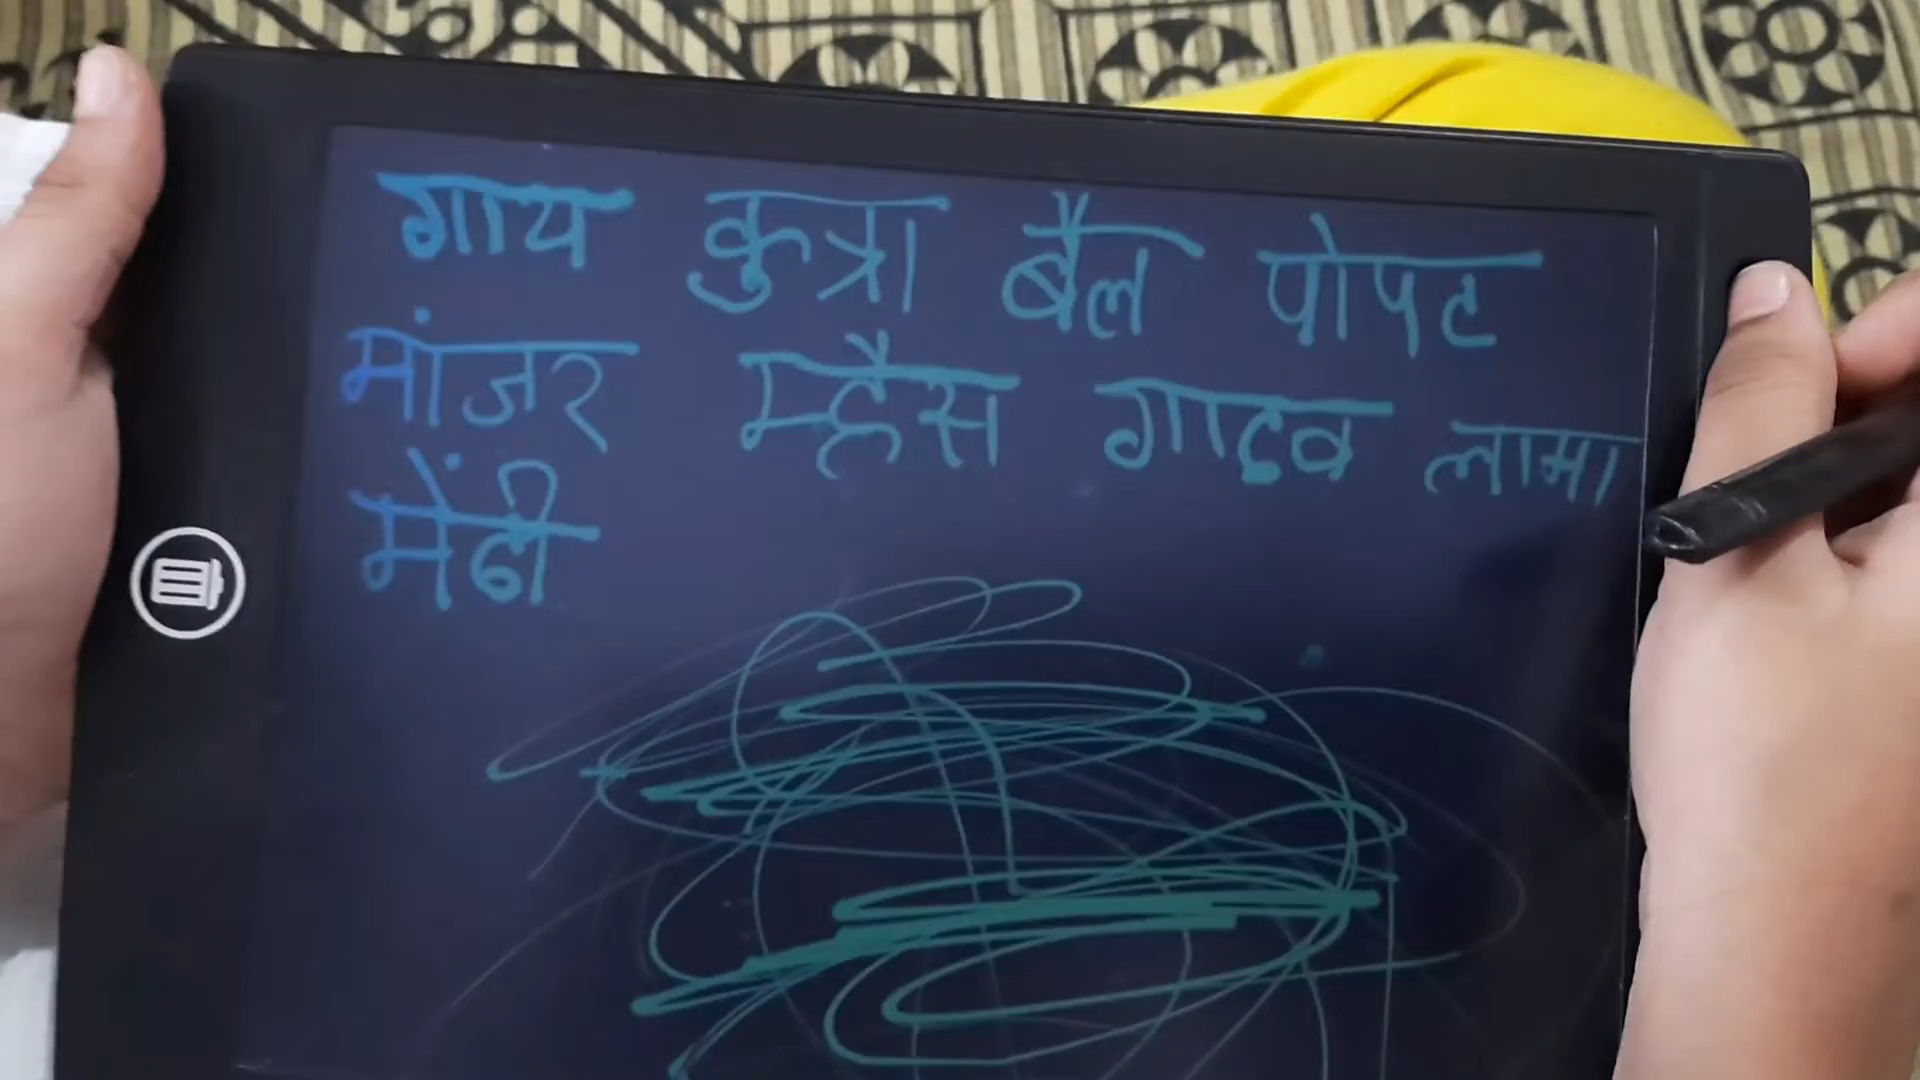 गाय कुत्रा बैल पोपट
मांजर म्हैस गाढव लामा
मेंढी